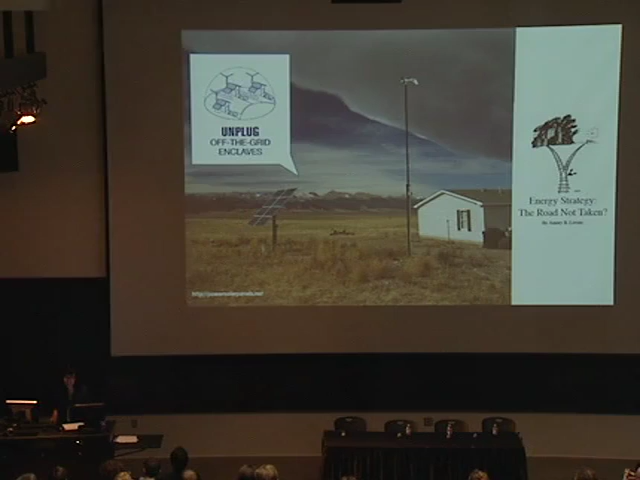 UNPLUG
OFF-THE-GRID
ENCLAVES
Energy Strategy:
The Road Not Taken?